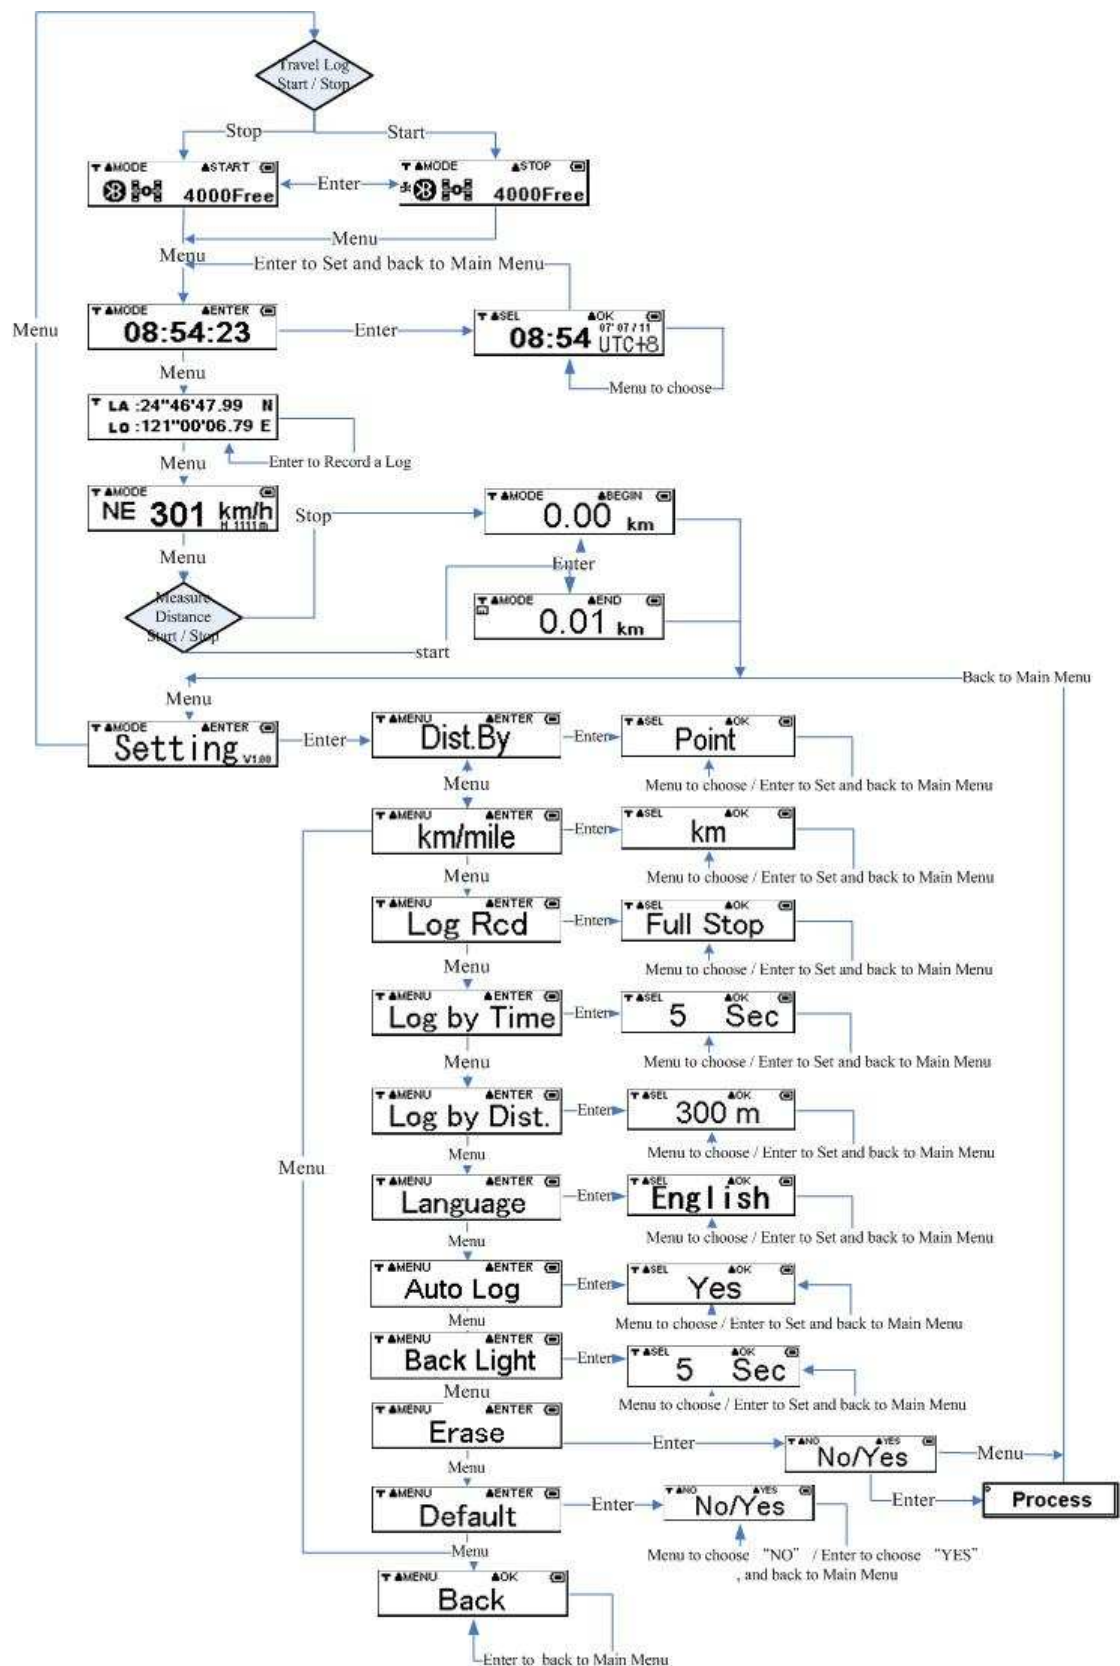 Travel Log
Start / Stop
Stop
Start
MODE START
4000Free
Enter
MODE STOP
4000Free
Menu
Menu
Enter to Set and back to Main Menu
Menu
MODE ENTER
08:54:23
Enter
SEL OK
08:54 07' 07 / 11
UTC+8
Menu to choose
Menu
LA :24"46'47.99 N
LO :121"00'06.79 E
Enter to Record a Log
Menu
MODE
NE 301 km/h
H 1111m
Stop
MODE BEGIN
0.00 km
Menu
Enter
Measure
Distance
Start / Stop
MODE END
0.01 km
start
Back to Main Menu
Menu
MODE ENTER
Setting V1.00
Enter
MENU ENTER
Dist.By
Enter
SEL OK
Point
Menu to choose / Enter to Set and back to Main Menu
Menu
MENU ENTER
km/mile
Enter
SEL OK
km
Menu to choose / Enter to Set and back to Main Menu
Menu
MENU ENTER
Log Rcd
Enter
SEL OK
Full Stop
Menu to choose / Enter to Set and back to Main Menu
Menu
MENU ENTER
Log by Time
Enter
SEL OK
5 Sec
Menu to choose / Enter to Set and back to Main Menu
Menu
MENU ENTER
Log by Dist.
Enter
SEL OK
300 m
Menu to choose / Enter to Set and back to Main Menu
Menu
Menu
MENU ENTER
Language
Enter
SEL OK
English
Menu to choose / Enter to Set and back to Main Menu
Menu
MENU ENTER
Auto Log
Enter
SEL OK
Yes
Menu to choose / Enter to Set and back to Main Menu
Menu
MENU ENTER
Back Light
Enter
SEL OK
5 Sec
Menu to choose / Enter to Set and back to Main Menu
Menu
MENU ENTER
Erase
Enter
NO YES
No/Yes
Menu
Enter
Process
Menu
MENU ENTER
Default
Enter
NO YES
No/Yes
Menu to choose “NO” / Enter to choose “YES”
, and back to Main Menu
Menu
MENU OK
Back
Enter to back to Main Menu